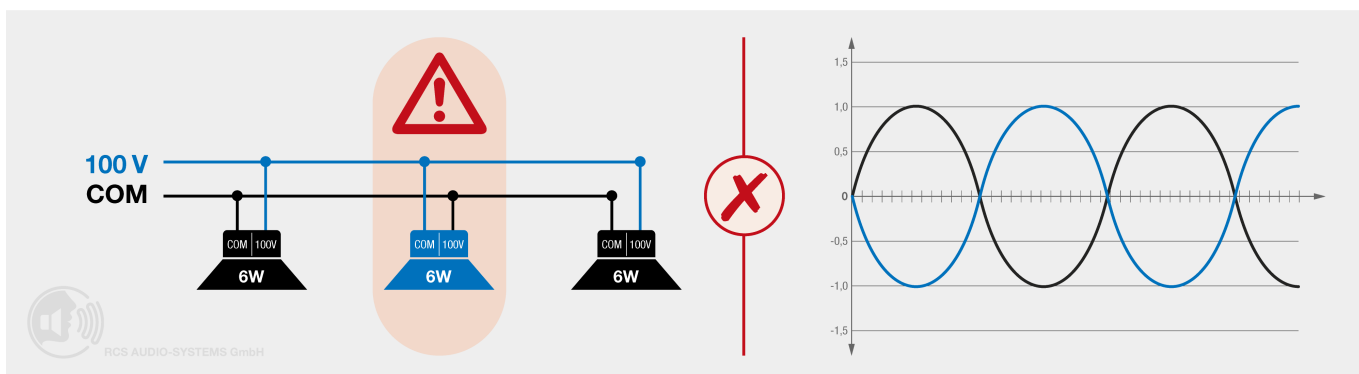 100 V
COM
COM 100V
6W
COM 100V
6W
COM 100V
6W
RCS AUDIO-SYSTEMS GmbH
1,5
1,0
0,5
0
-0,5
-1,0
-1,5